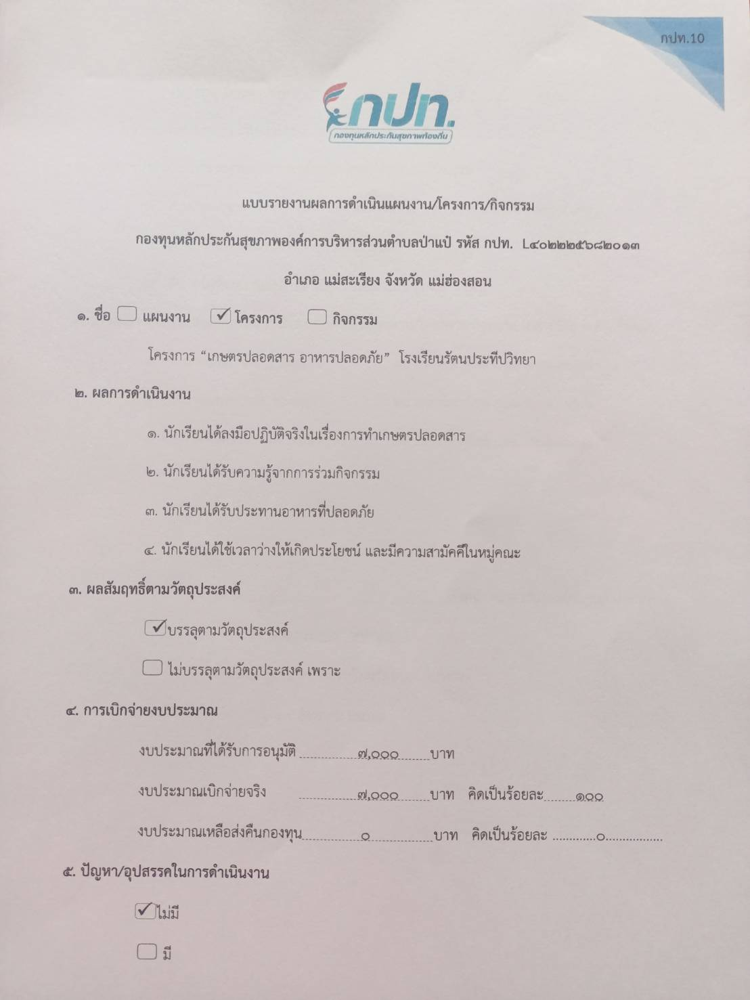 กปท.10
กปท.
กองทุนหลักประกันสุขภาพท้องถิ่น
แบบรายงานผลการดำเนินแผนงาน/โครงการ/กิจกรรม
กองทุนหลักประกันสุขภาพองค์การบริหารส่วนตำบลป่าแป๋ รหัส กปท. L๔๐๒๒๒๕๖๘๒๐๑๓
อำเภอ แม่สะเรียง จังหวัด แม่ฮ่องสอน
๑. ชื่อ แผนงาน ✓ โครงการ กิจกรรม
โครงการ “เกษตรปลอดสาร อาหารปลอดภัย” โรงเรียนรัตนประทีปวิทยา
๒. ผลการดำเนินงาน
๑. นักเรียนได้ลงมือปฏิบัติจริงในเรื่องการทำเกษตรปลอดสาร
๒. นักเรียนได้รับความรู้จากการร่วมกิจกรรม
๓. นักเรียนได้รับประทานอาหารที่ปลอดภัย
๔. นักเรียนได้ใช้เวลาว่างให้เกิดประโยชน์ และมีความสามัคคีในหมู่คณะ
๓. ผลสัมฤทธิ์ตามวัตถุประสงค์
✓ บรรลุตามวัตถุประสงค์
ไม่บรรลุตามวัตถุประสงค์ เพราะ
๔. การเบิกจ่ายงบประมาณ
งบประมาณที่ได้รับการอนุมัติ ๗,๐๐๐ บาท
งบประมาณเบิกจ่ายจริง ๗,๐๐๐ บาท คิดเป็นร้อยละ ๑๐๐
งบประมาณเหลือส่งคืนกองทุน ๐ บาท คิดเป็นร้อยละ ๐
๕. ปัญหา/อุปสรรคในการดำเนินงาน
✓ ไม่มี
มี